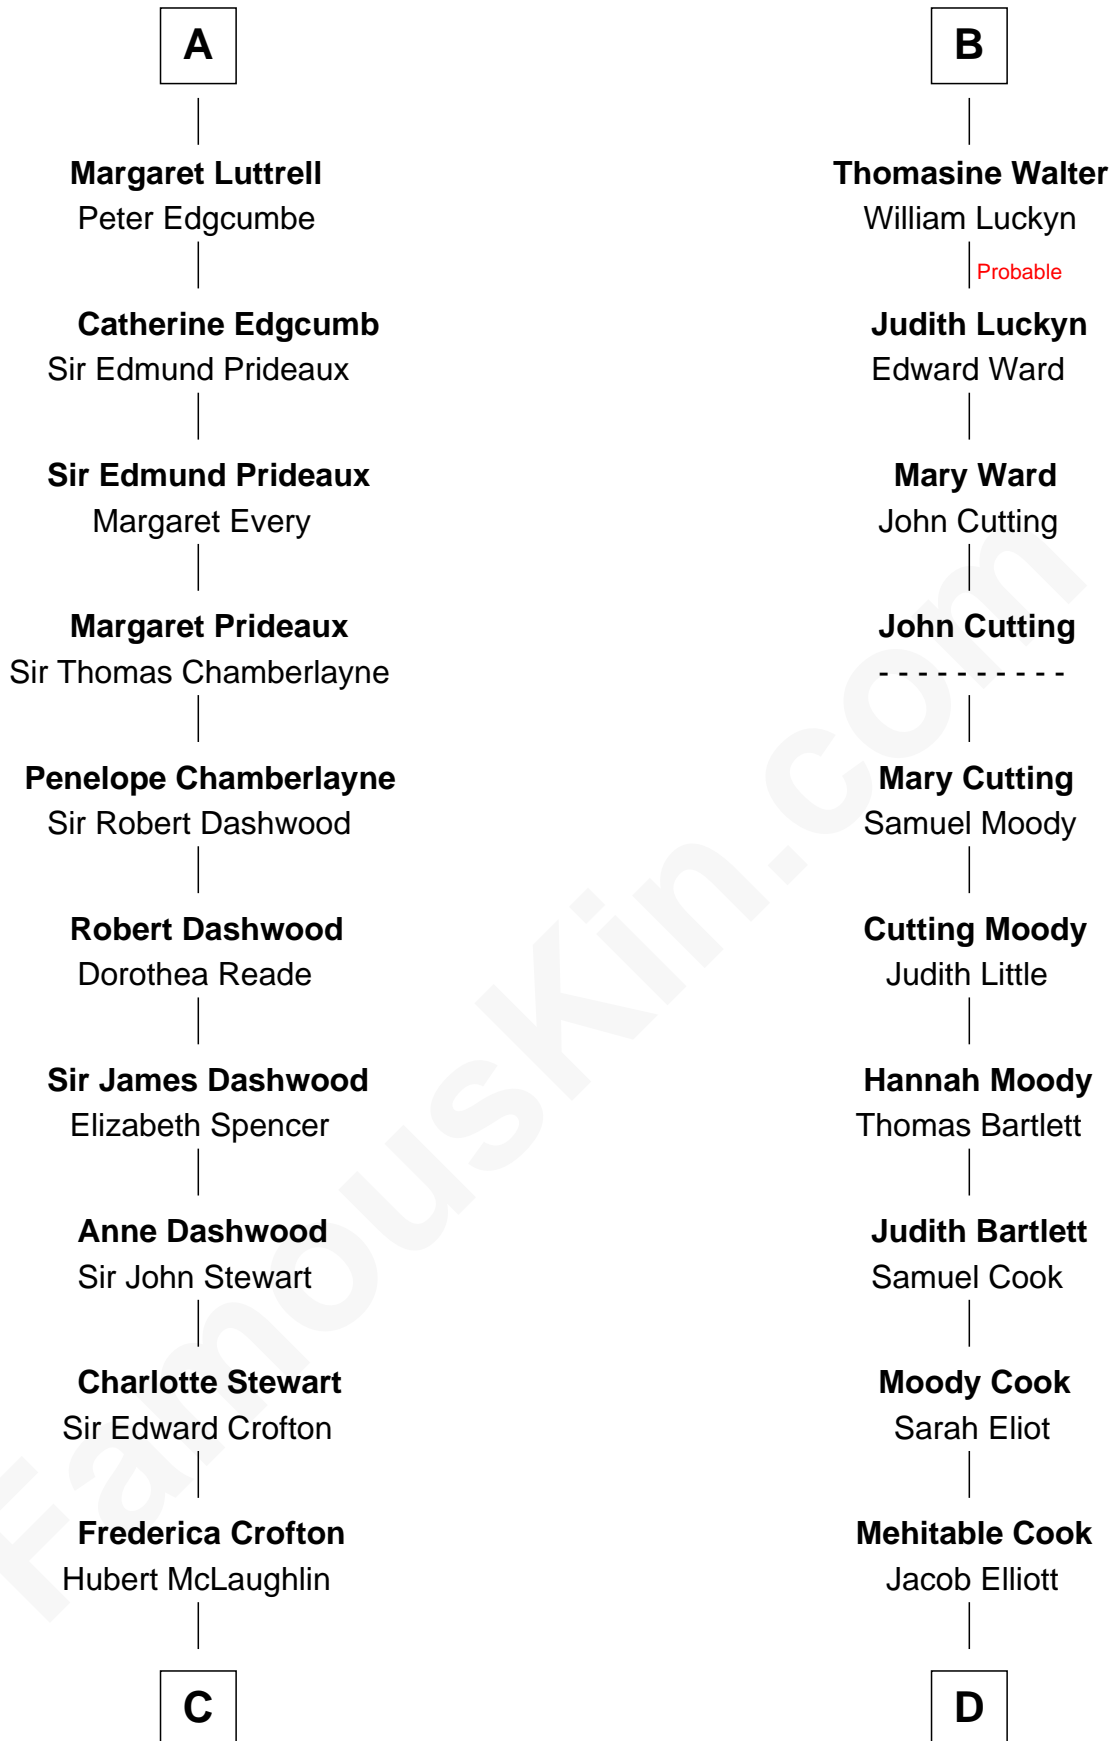 A
Margaret Luttrell
Peter Edgcumbe
Catherine Edgcumb
Sir Edmund Prideaux
Sir Edmund Prideaux
Margaret Every
Margaret Prideaux
Sir Thomas Chamberlayne
Penelope Chamberlayne
Sir Robert Dashwood
Robert Dashwood
Dorothea Reade
Sir James Dashwood
Elizabeth Spencer
Anne Dashwood
Sir John Stewart
Charlotte Stewart
Sir Edward Crofton
Frederica Crofton
Hubert McLaughlin
C
B
Thomasine Walter
William Luckyn
Probable
Judith Luckyn
Edward Ward
Mary Ward
John Cutting
John Cutting
- - - - - - - - - -
Mary Cutting
Samuel Moody
Cutting Moody
Judith Little
Hannah Moody
Thomas Bartlett
Judith Bartlett
Samuel Cook
Moody Cook
Sarah Eliot
Mehitable Cook
Jacob Elliott
D
FamousKin.com